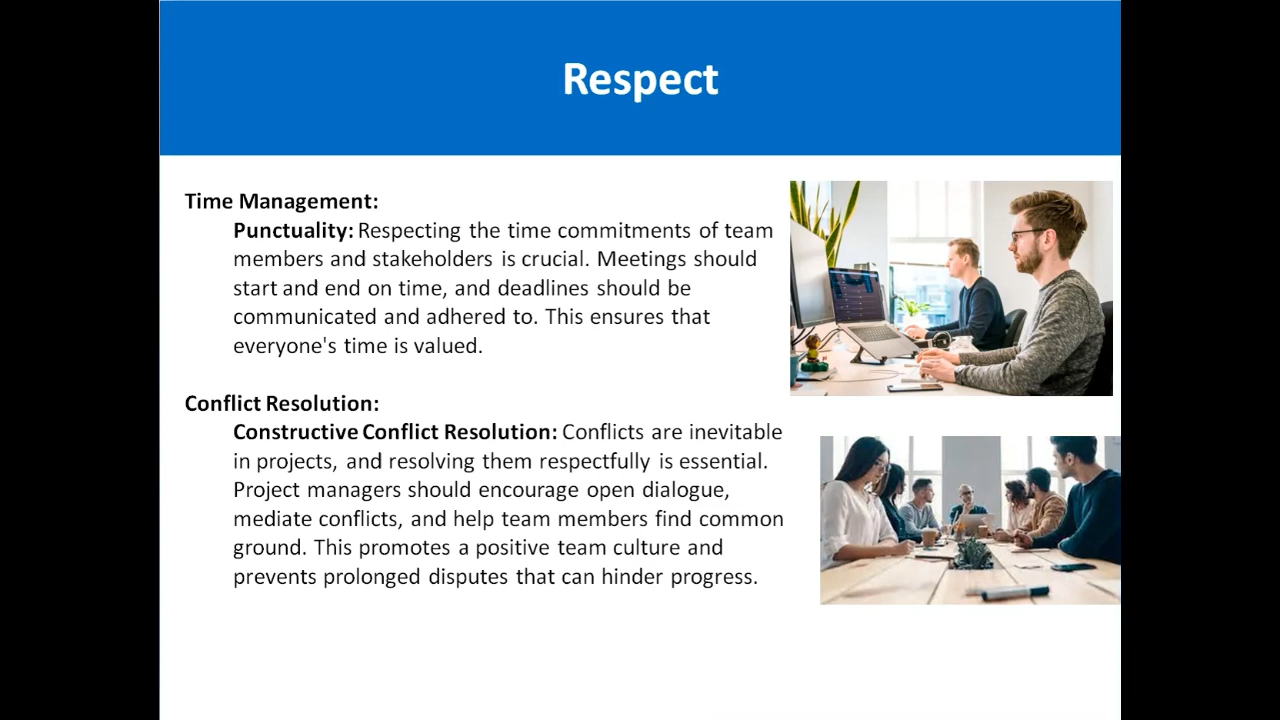 Respect
Time Management:
Punctuality: Respecting the time commitments of team
members and stakeholders is crucial. Meetings should
start and end on time, and deadlines should be
communicated and adhered to. This ensures that
everyone's time is valued.
Conflict Resolution:
Constructive Conflict Resolution: Conflicts are inevitable
in projects, and resolving them respectfully is essential.
Project managers should encourage open dialogue,
mediate conflicts, and help team members find common
ground. This promotes a positive team culture and
prevents prolonged disputes that can hinder progress.